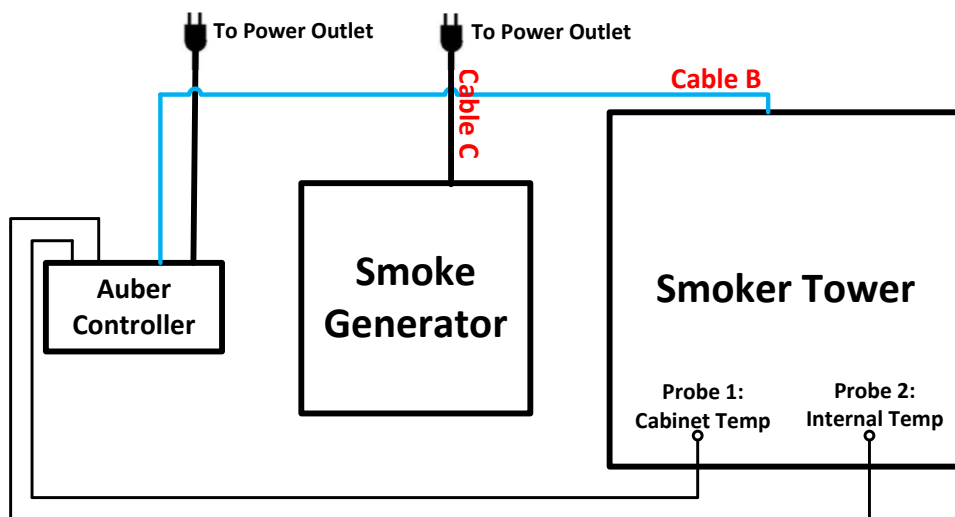 To Power Outlet
To Power Outlet
Cable B
Cable C
Auber
Controller
Smoke
Generator
Smoker Tower
Probe 1:
Cabinet Temp
Probe 2:
Internal Temp